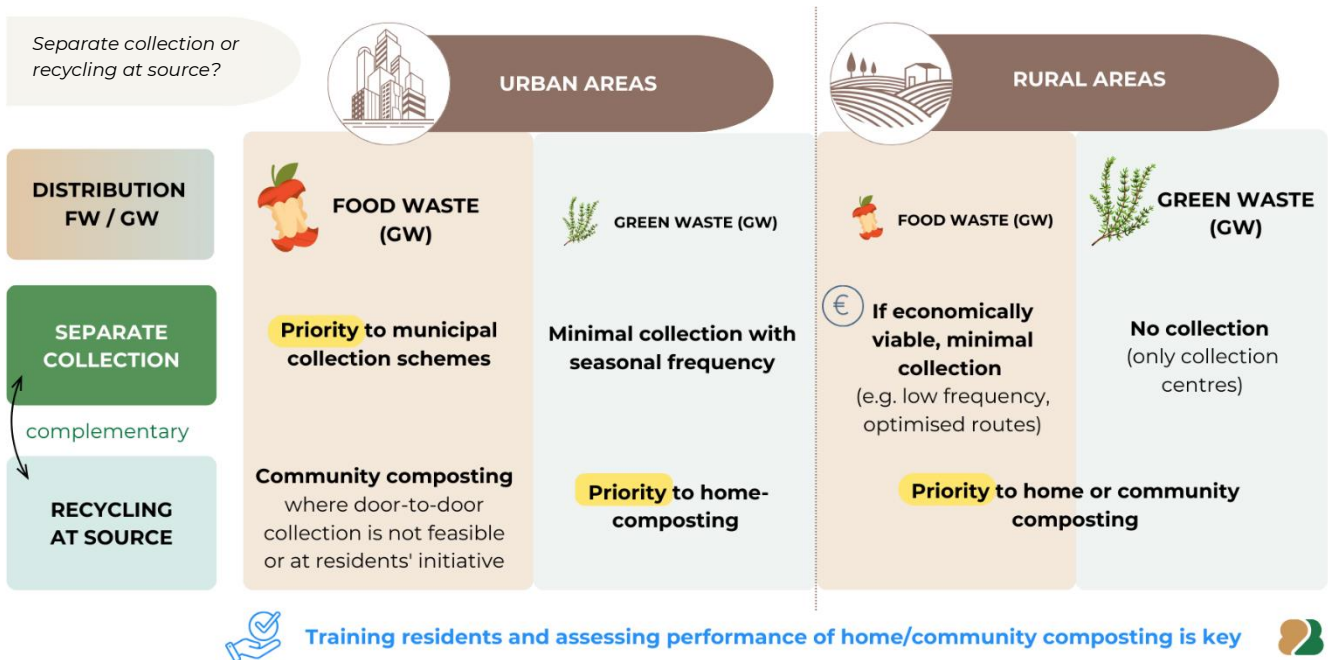 Separate collection or
recycling at source?
URBAN AREAS
RURAL AREAS
DISTRIBUTION
FW / GW
FOOD WASTE
(GW)
GREEN WASTE (GW)
FOOD WASTE (GW)
GREEN WASTE
(GW)
SEPARATE
COLLECTION
Priority to municipal
collection schemes
Minimal collection with
seasonal frequency
€
If economically
viable, minimal
collection
(e.g. low frequency,
optimised routes)
No collection
(only collection
centres)
complementary
RECYCLING
AT SOURCE
Community composting
where door-to-door
collection is not feasible
or at residents' initiative
Priority to home-
composting
Priority to home or community
composting
Training residents and assessing performance of home/community composting is key